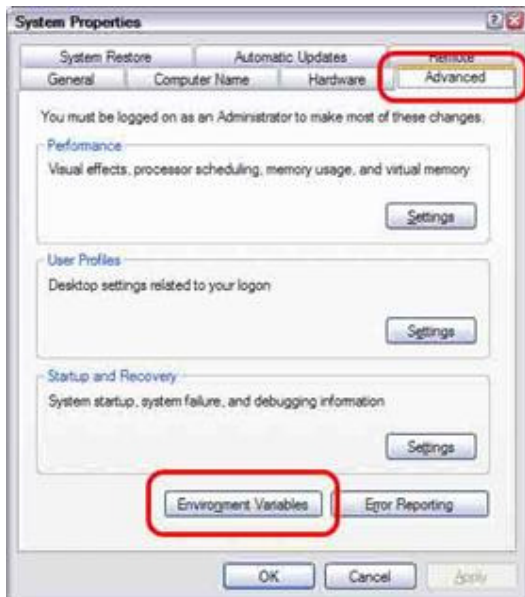 System Properties
System Restore Automatic Updates Remote
General Computer Name Hardware Advanced
You must be logged on as an Administrator to make most of these changes.
Performance
Visual effects, processor scheduling, memory usage, and virtual memory
Settings
User Profiles
Desktop settings related to your logon
Settings
Startup and Recovery
System startup, system failure, and debugging information
Settings
Environment Variables Error Reporting
OK Cancel Apply